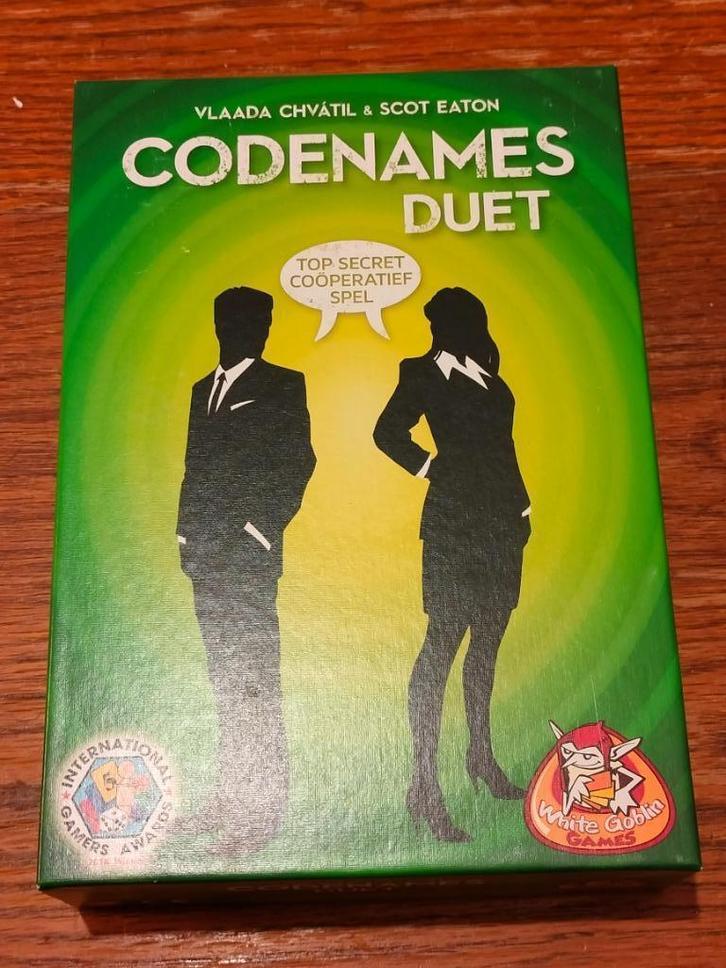 VLAADA CHVÁTIL & SCOT EATON
CODENAMES
DUET
TOP SECRET
COÖPERATIEF
SPEL
INTERNATIONAL
GAMERS AWARDS
White Goblin
GAMES